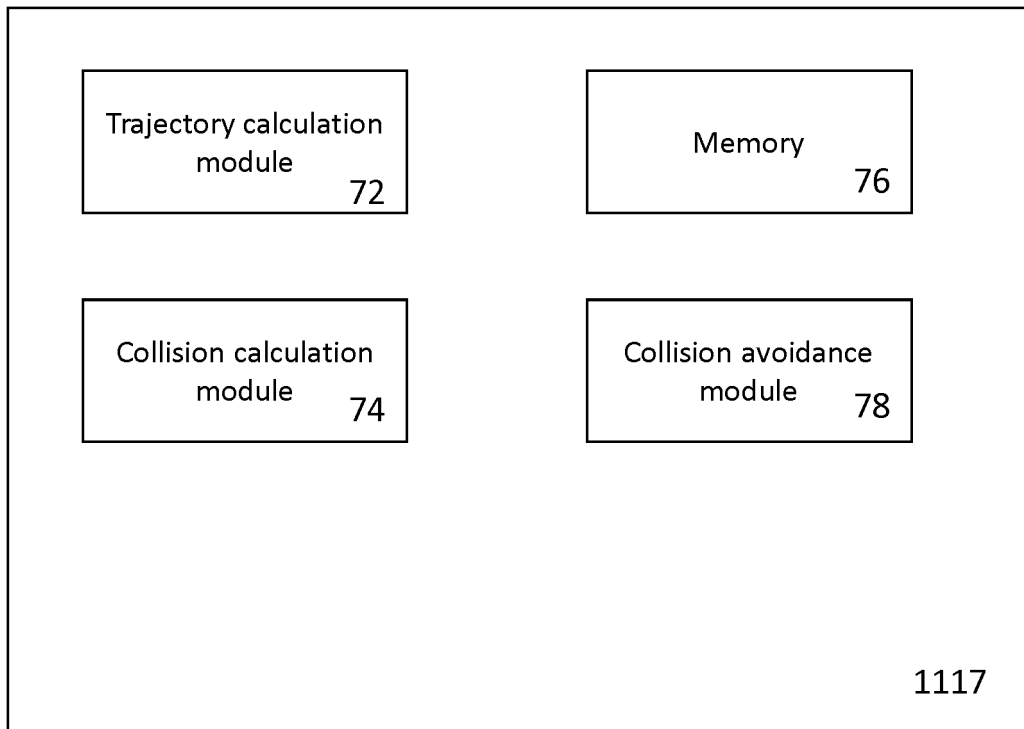 Trajectory calculation
module
72
Memory
76
Collision calculation
module
74
Collision avoidance
module
78
1117